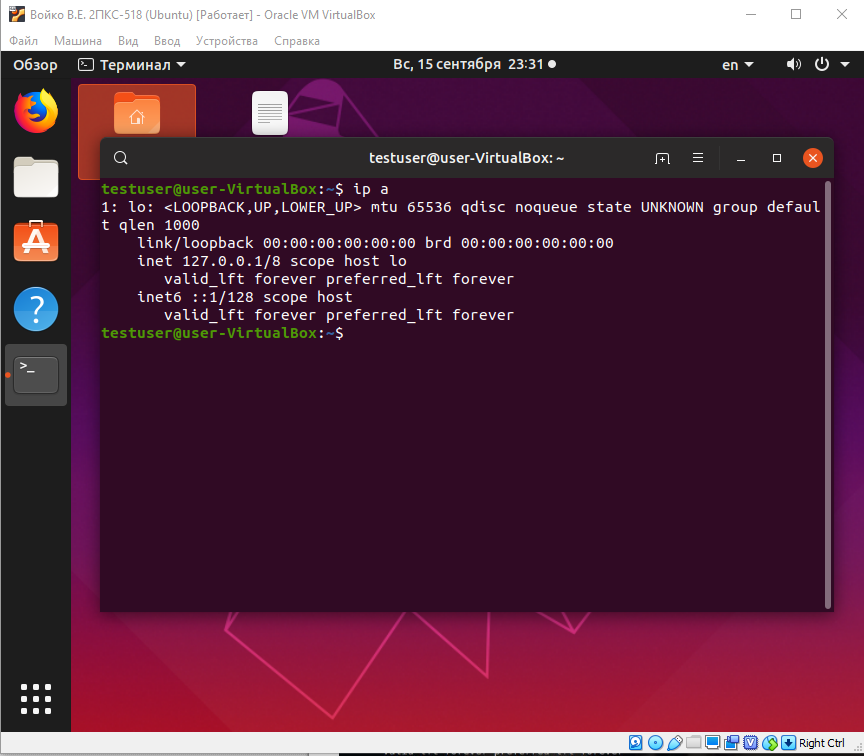 Войко В.Е. 2ПКС-518 (Ubuntu) [Работает] - Oracle VM VirtualBox
Файл Машина Вид Ввод Устройства Справка
Обзор Терминал Вс, 15 сентября 23:31 en
testuser@user-VirtualBox: ~
testuser@user-VirtualBox:~$ ip a
1: lo: <LOOPBACK,UP,LOWER_UP> mtu 65536 qdisc noqueue state UNKNOWN group defaul
t qlen 1000
    link/loopback 00:00:00:00:00:00 brd 00:00:00:00:00:00
    inet 127.0.0.1/8 scope host lo
       valid_lft forever preferred_lft forever
    inet6 ::1/128 scope host
       valid_lft forever preferred_lft forever
testuser@user-VirtualBox:~$
Right Ctrl